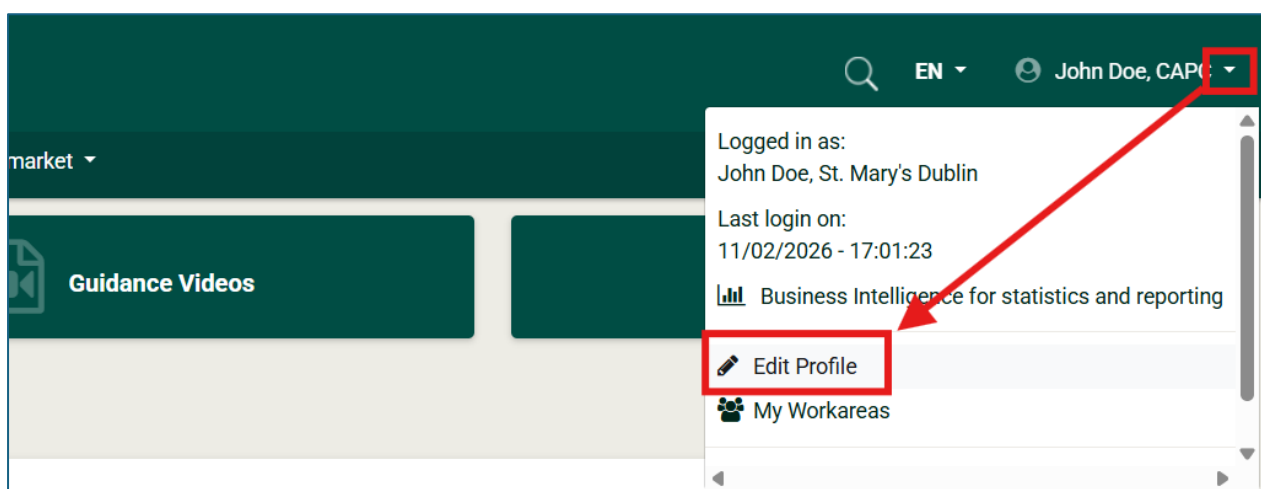 EN
John Doe, CAPC
market
Logged in as:
John Doe, St. Mary's Dublin
Last login on:
11/02/2026 - 17:01:23
Guidance Videos
Business Intelligence for statistics and reporting
Edit Profile
My Workareas